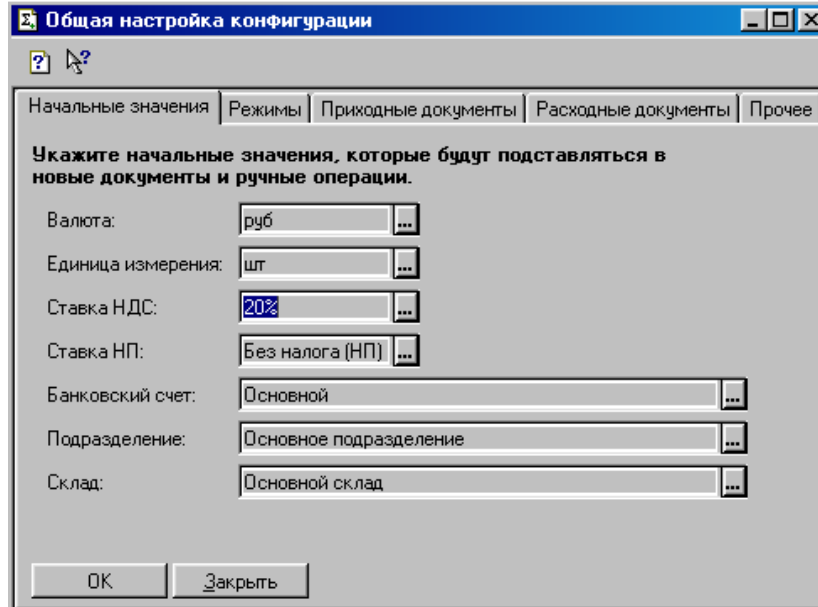 Общая настройка конфигурации
Начальные значения Режимы Приходные документы Расходные документы Прочее
Укажите начальные значения, которые будут подставляться в
новые документы и ручные операции.
Валюта: руб ...
Единица измерения: шт ...
Ставка НДС: 20% ...
Ставка НП: Без налога (НП) ...
Банковский счет: Основной ...
Подразделение: Основное подразделение ...
Склад: Основной склад ...
OK Закрыть